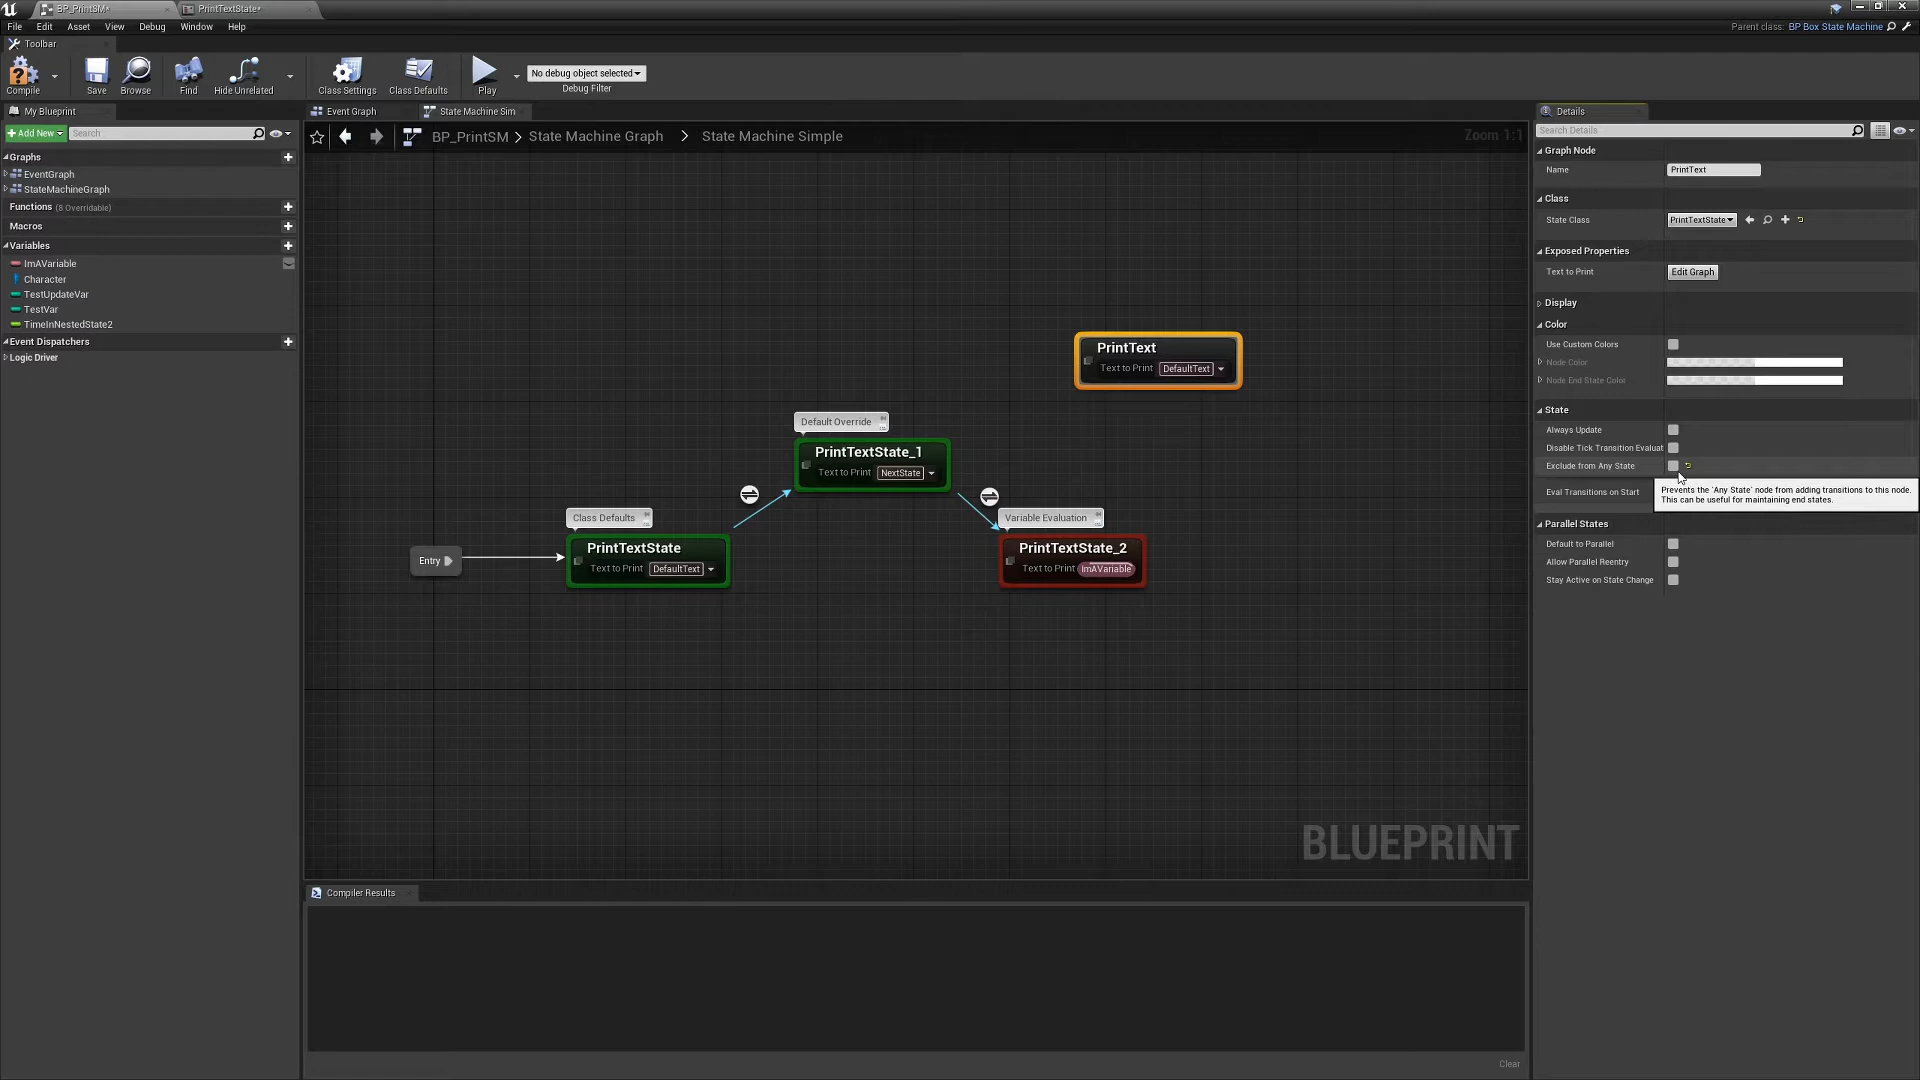 BP_PrintSM*
PrintTextState*
File Edit Asset View Debug Window Help
Parent class: BP Box State Machine
Toolbar
Compile Save Browse Find Hide Unrelated Class Settings Class Defaults Play
No debug object selected
Debug Filter
My Blueprint
Add New
Search
Graphs
EventGraph
StateMachineGraph
Functions (8 Overridable)
Macros
Variables
ImAVariable
Character
TestUpdateVar
TestVar
TimeInNestedState2
Event Dispatchers
Logic Driver
Event Graph
State Machine Sim
BP_PrintSM > State Machine Graph > State Machine Simple
Zoom 1:1
PrintText
Text to Print DefaultText
Default Override
PrintTextState_1
Text to Print NextState
Class Defaults
PrintTextState
Text to Print DefaultText
Variable Evaluation
PrintTextState_2
Text to Print ImAVariable
Entry
BLUEPRINT
Compiler Results
Clear
Details
Search Details
Graph Node
Name PrintText
Class
State Class PrintTextState
Exposed Properties
Text to Print Edit Graph
Display
Color
Use Custom Colors
Node Color
Node End State Color
State
Always Update
Disable Tick Transition Evaluat
Exclude from Any State
Eval Transitions on Start
Prevents the `Any State` node from adding transitions to this node.
This can be useful for maintaining end states.
Parallel States
Default to Parallel
Allow Parallel Reentry
Stay Active on State Change